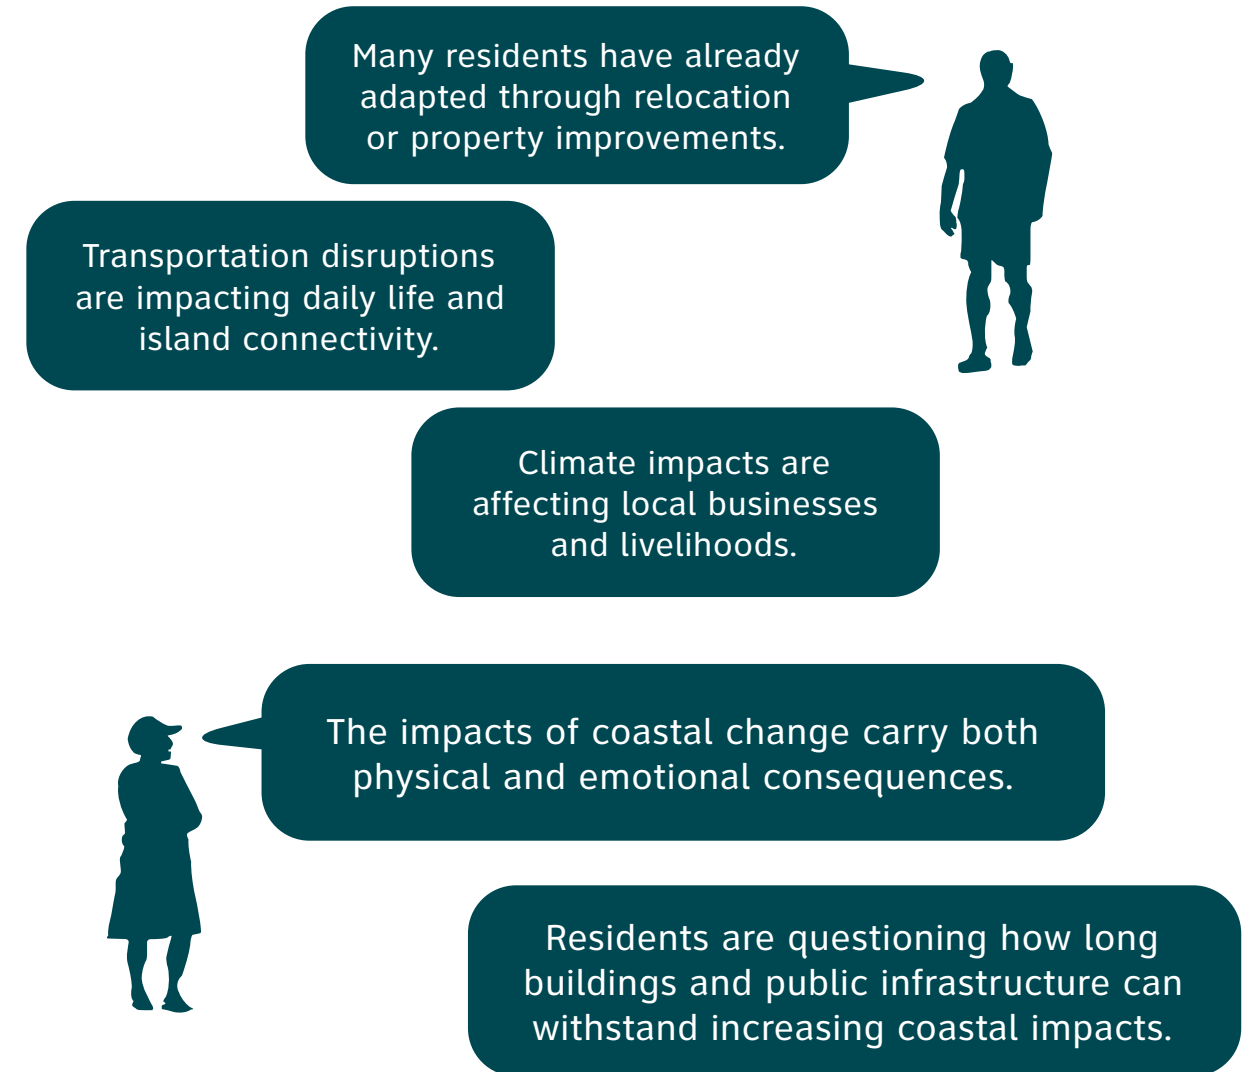 Many residents have already
adapted through relocation
or property improvements.
Transportation disruptions
are impacting daily life and
island connectivity.
Climate impacts are
affecting local businesses
and livelihoods.
The impacts of coastal change carry both
physical and emotional consequences.
Residents are questioning how long
buildings and public infrastructure can
withstand increasing coastal impacts.